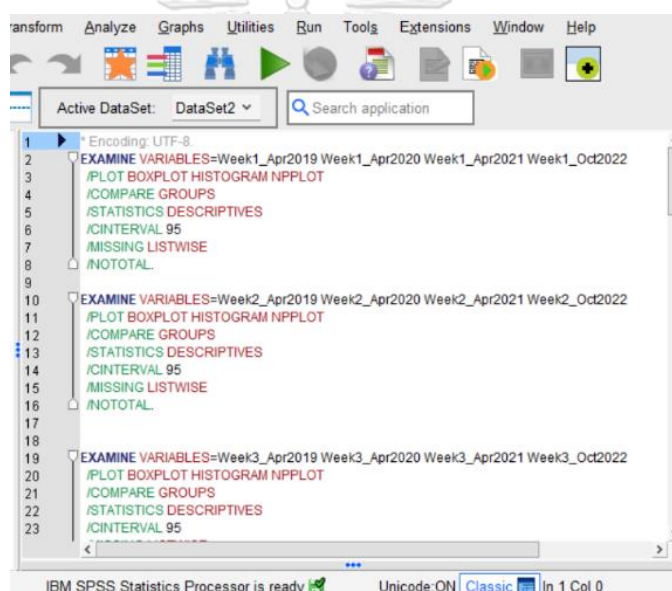 ransform Analyze Graphs Utilities Run Tools Extensions Window Help
Active DataSet: DataSet2 Search application
1 * Encoding: UTF-8.
2 EXAMINE VARIABLES=Week1_Apr2019 Week1_Apr2020 Week1_Apr2021 Week1_Oct2022
3 /PLOT BOXPLOT HISTOGRAM NPPLOT
4 /COMPARE GROUPS
5 /STATISTICS DESCRIPTIVES
6 /CINTERVAL 95
7 /MISSING LISTWISE
8 /NOTOTAL.
9
10 EXAMINE VARIABLES=Week2_Apr2019 Week2_Apr2020 Week2_Apr2021 Week2_Oct2022
11 /PLOT BOXPLOT HISTOGRAM NPPLOT
12 /COMPARE GROUPS
13 /STATISTICS DESCRIPTIVES
14 /CINTERVAL 95
15 /MISSING LISTWISE
16 /NOTOTAL.
17
18
19 EXAMINE VARIABLES=Week3_Apr2019 Week3_Apr2020 Week3_Apr2021 Week3_Oct2022
20 /PLOT BOXPLOT HISTOGRAM NPPLOT
21 /COMPARE GROUPS
22 /STATISTICS DESCRIPTIVES
23 /CINTERVAL 95
IBM SPSS Statistics Processor is ready Unicode:ON Classic In 1 Col 0